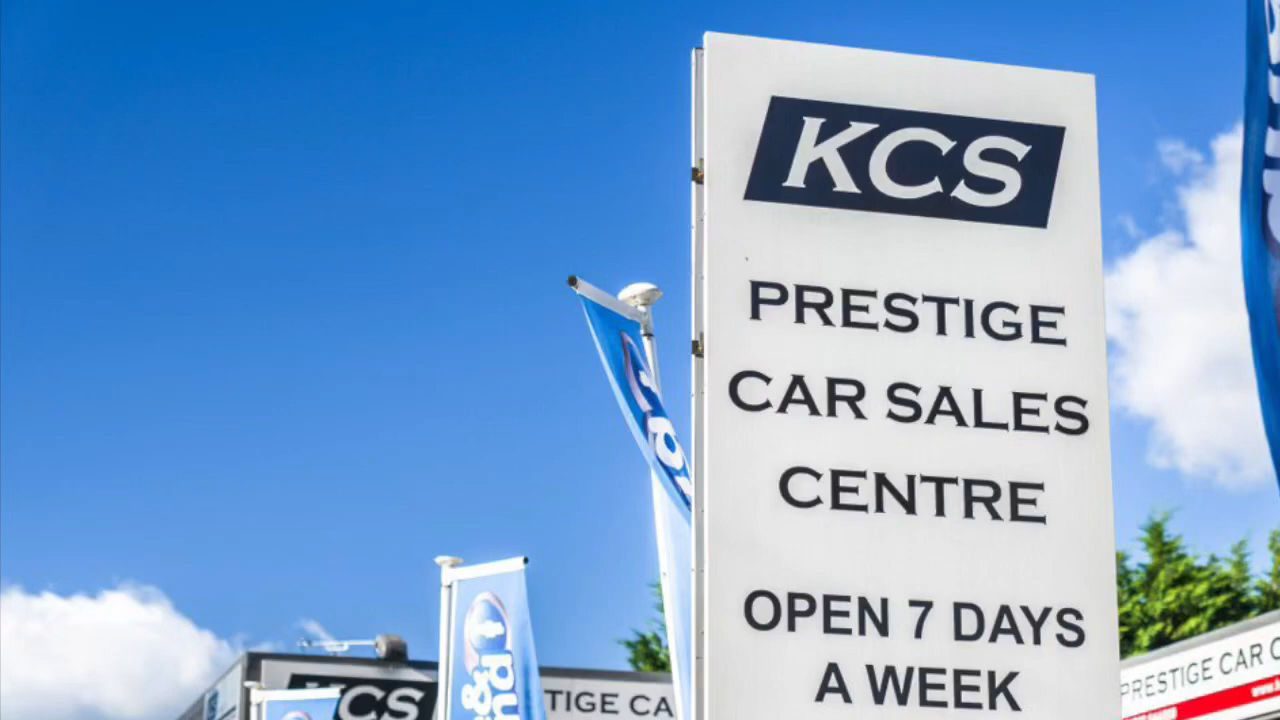 KCS
PRESTIGE
CAR SALES
CENTRE
OPEN 7 DAYS
A WEEK
KCS
TIGE CA
PRESTIGE CAR C